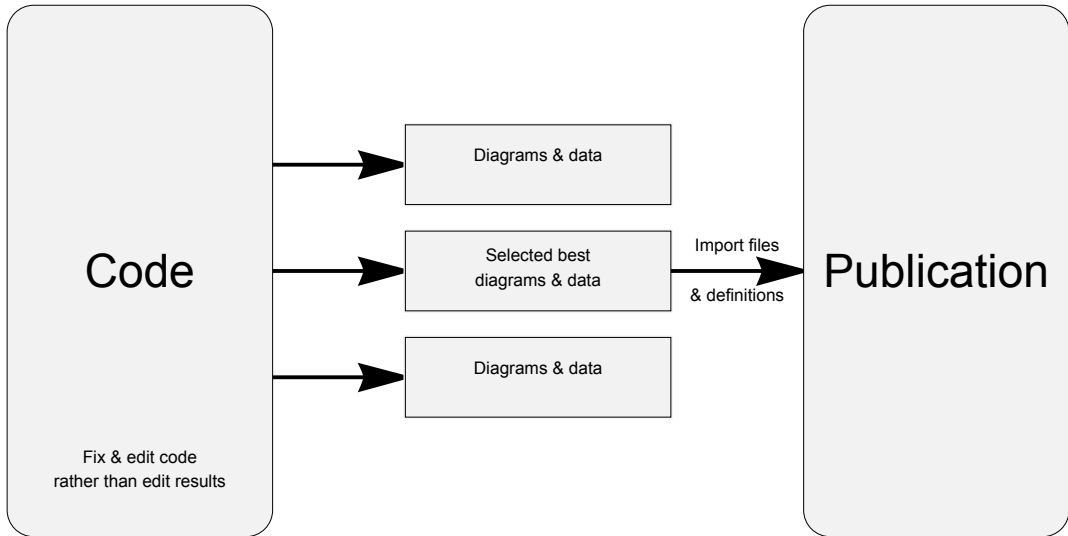 Code
Fix & edit code
rather than edit results
Diagrams & data
Selected best
diagrams & data
Diagrams & data
Import files
& definitions
Publication